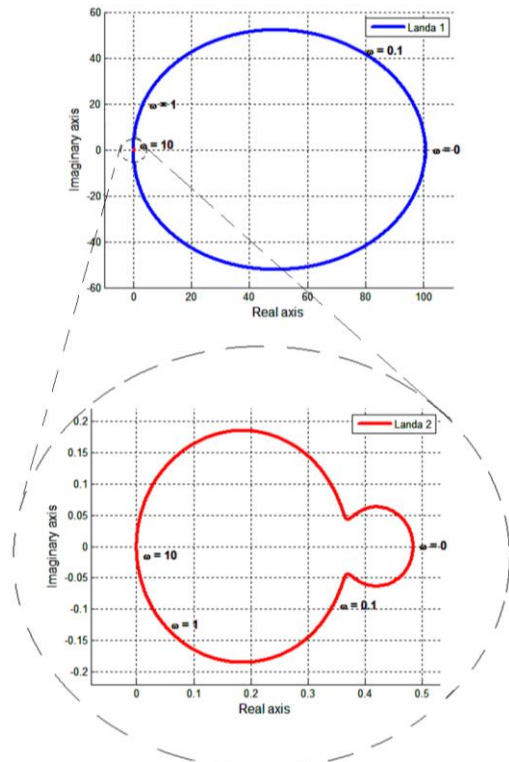 60
Landa 1
ω = 0.1
40
20
ω = 1
ω = 10
0
ω = 0
-20
-40
-60
0 20 40 60 80 100
Imaginary axis
Real axis
0.2
Landa 2
0.15
0.1
0.05
0
ω = 0
ω = 10
-0.05
ω = 0.1
-0.1
ω = 1
-0.15
-0.2
0 0.1 0.2 0.3 0.4 0.5
Imaginary axis
Real axis